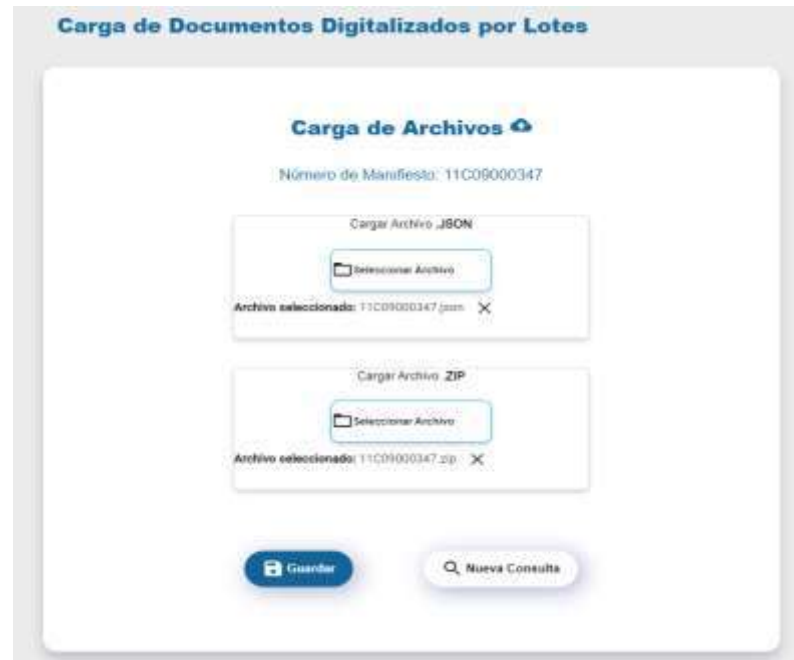 Carga de Documentos Digitalizados por Lotes
Carga de Archivos
Número de Manifiesto: 11C09000347
Cargar Archivo .JSON
Seleccionar Archivo
Archivo seleccionado: 11C09000347.json
Cargar Archivo .ZIP
Seleccionar Archivo
Archivo seleccionado: 11C09000347.zip
Guardar
Nueva Consulta